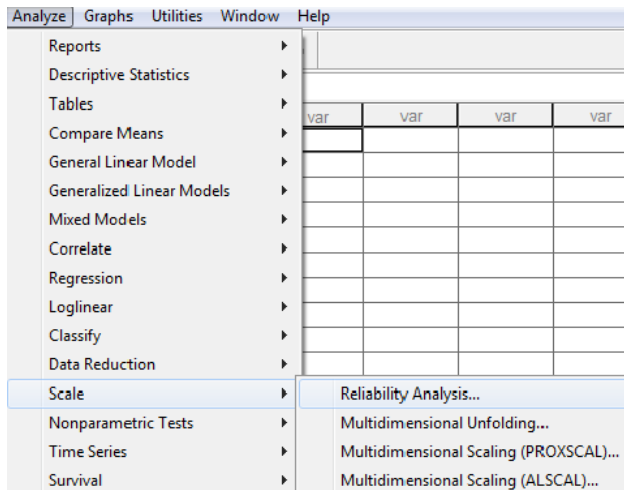 Analyze Graphs Utilities Window Help
Reports
Descriptive Statistics
Tables
var var var var
Compare Means
General Linear Model
Generalized Linear Models
Mixed Models
Correlate
Regression
Loglinear
Classify
Data Reduction
Scale
Reliability Analysis...
Nonparametric Tests
Multidimensional Unfolding...
Time Series
Multidimensional Scaling (PROXSCAL)...
Survival
Multidimensional Scaling (ALSCAL)...